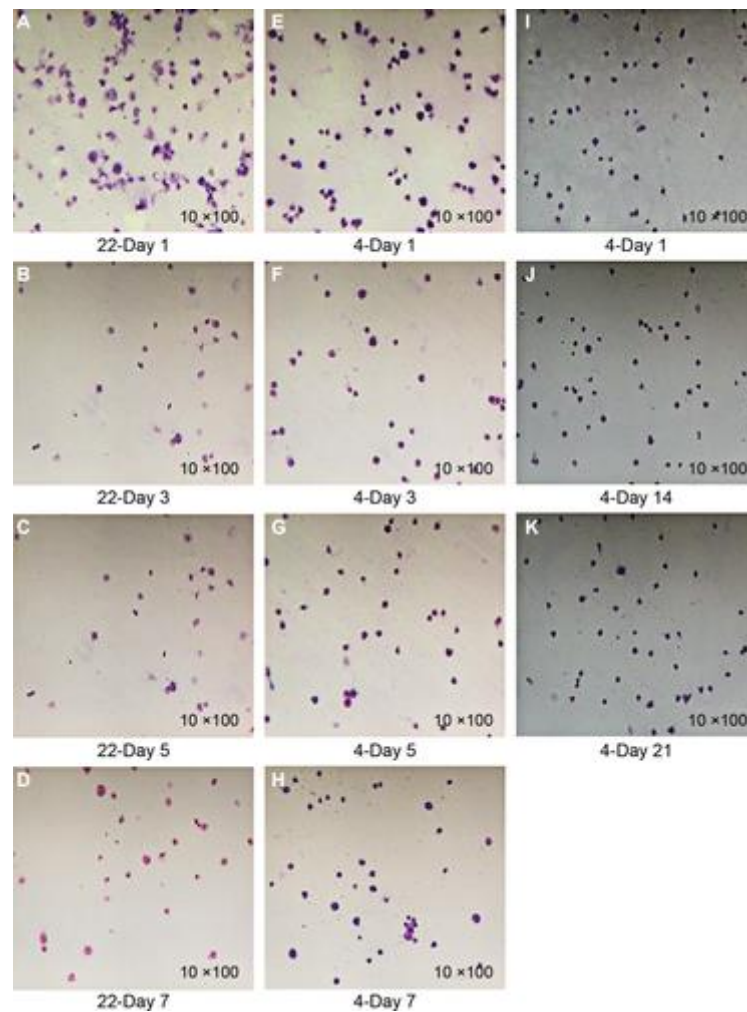 A E I
10 ×100 10 ×100 10 ×100
22-Day 1 4-Day 1 4-Day 1
B F J
10 ×100 10 ×100 10 ×100
22-Day 3 4-Day 3 4-Day 14
C G K
10 ×100 10 ×100 10 ×100
22-Day 5 4-Day 5 4-Day 21
D H
10 ×100 10 ×100
22-Day 7 4-Day 7